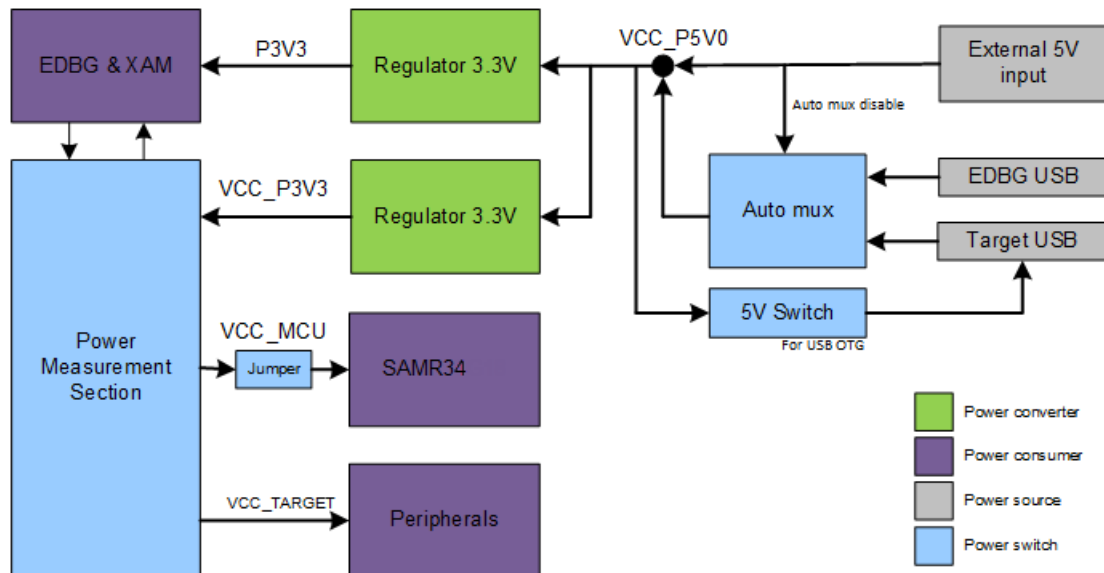 EDBG & XAM
P3V3
Regulator 3.3V
VCC_P5V0
External 5V
input
Auto mux disable
VCC_P3V3
Regulator 3.3V
Auto mux
EDBG USB
Target USB
5V Switch
For USB OTG
Power
Measurement
Section
VCC_MCU
Jumper
SAMR34
VCC_TARGET
Peripherals
Power converter
Power consumer
Power source
Power switch